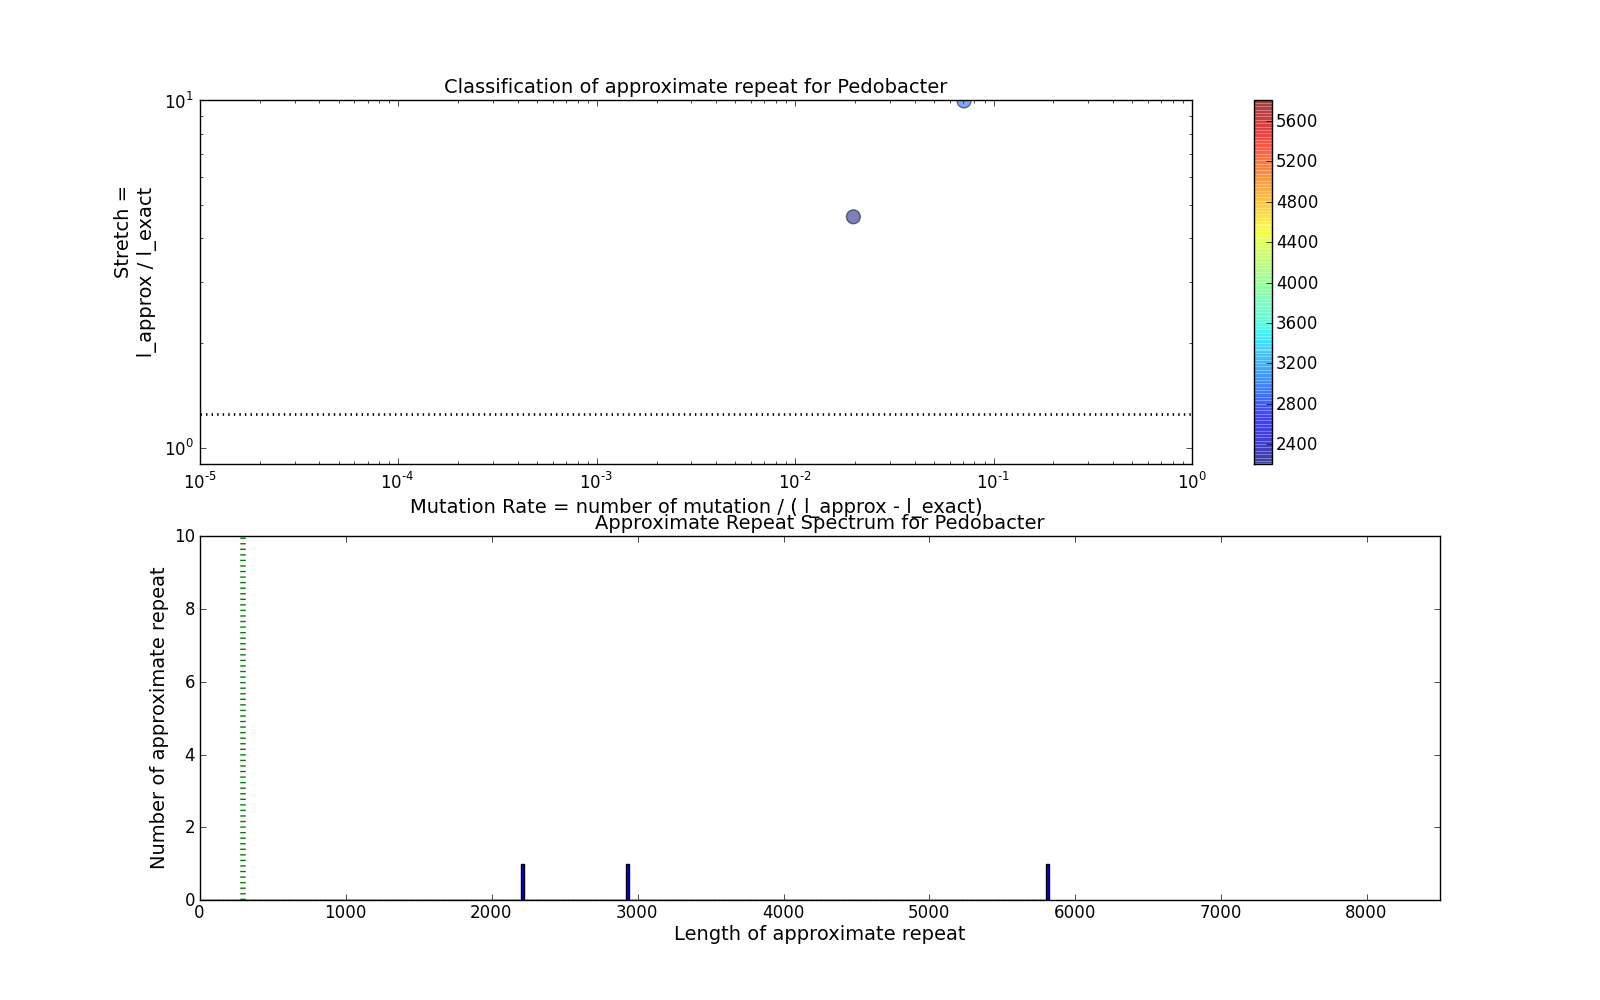 Classification of approximate repeat for Pedobacter
10^1
10^0
Stretch =
l_approx / l_exact
10^-5 10^-4 10^-3 10^-2 10^-1 10^0
Mutation Rate = number of mutation / ( l_approx - l_exact)
5600
5200
4800
4400
4000
3600
3200
2800
2400
Approximate Repeat Spectrum for Pedobacter
10
8
6
4
2
0
Number of approximate repeat
0 1000 2000 3000 4000 5000 6000 7000 8000
Length of approximate repeat